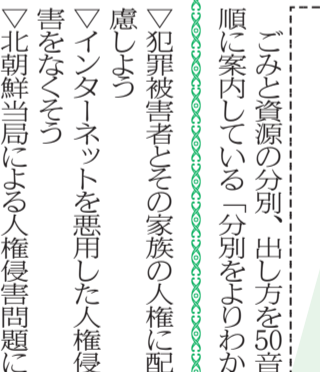 ごみと資源の分別、出し方を50音
順に案内している「分別をよりわか
▽犯罪被害者とその家族の人権に配
慮しよう
▽インターネットを悪用した人権侵
害をなくそう
▽北朝鮮当局による人権侵害問題に